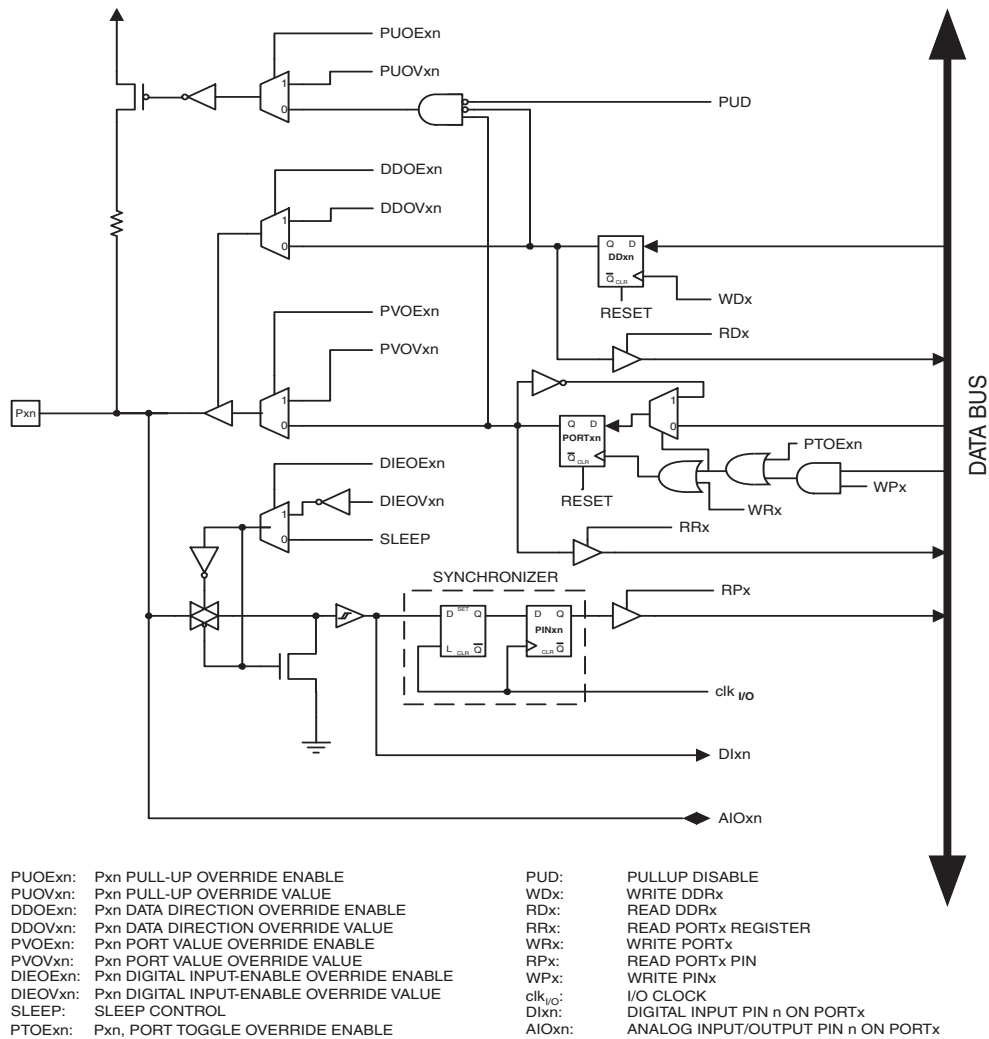 PUOExn
PUOVxn
1
0
PUD
DDOExn
DDOVxn
1
0
Q D
DDxn
Q CLR
WDx
RESET
PVOExn
RDx
PVOVxn
1
0
Pxn
1
0
Q D
PORTxn
Q CLR
PTOExn
DATA BUS
DIEOExn
WPx
RESET
WRx
DIEOVxn
1
0
SLEEP
RRx
SYNCHRONIZER
RPx
D SET Q
L CLR Q
D Q
PINxn
CLR Q
clk I/O
DIxn
AIOxn
PUOExn: Pxn PULL-UP OVERRIDE ENABLE
PUOVxn: Pxn PULL-UP OVERRIDE VALUE
DDOExn: Pxn DATA DIRECTION OVERRIDE ENABLE
DDOVxn: Pxn DATA DIRECTION OVERRIDE VALUE
PVOExn: Pxn PORT VALUE OVERRIDE ENABLE
PVOVxn: Pxn PORT VALUE OVERRIDE VALUE
DIEOExn: Pxn DIGITAL INPUT-ENABLE OVERRIDE ENABLE
DIEOVxn: Pxn DIGITAL INPUT-ENABLE OVERRIDE VALUE
SLEEP: SLEEP CONTROL
PTOExn: Pxn, PORT TOGGLE OVERRIDE ENABLE
PUD: PULLUP DISABLE
WDx: WRITE DDRx
RDx: READ DDRx
RRx: READ PORTx REGISTER
WRx: WRITE PORTx
RPx: READ PORTx PIN
WPx: WRITE PINx
clkI/O: I/O CLOCK
DIxn: DIGITAL INPUT PIN n ON PORTx
AIOxn: ANALOG INPUT/OUTPUT PIN n ON PORTx